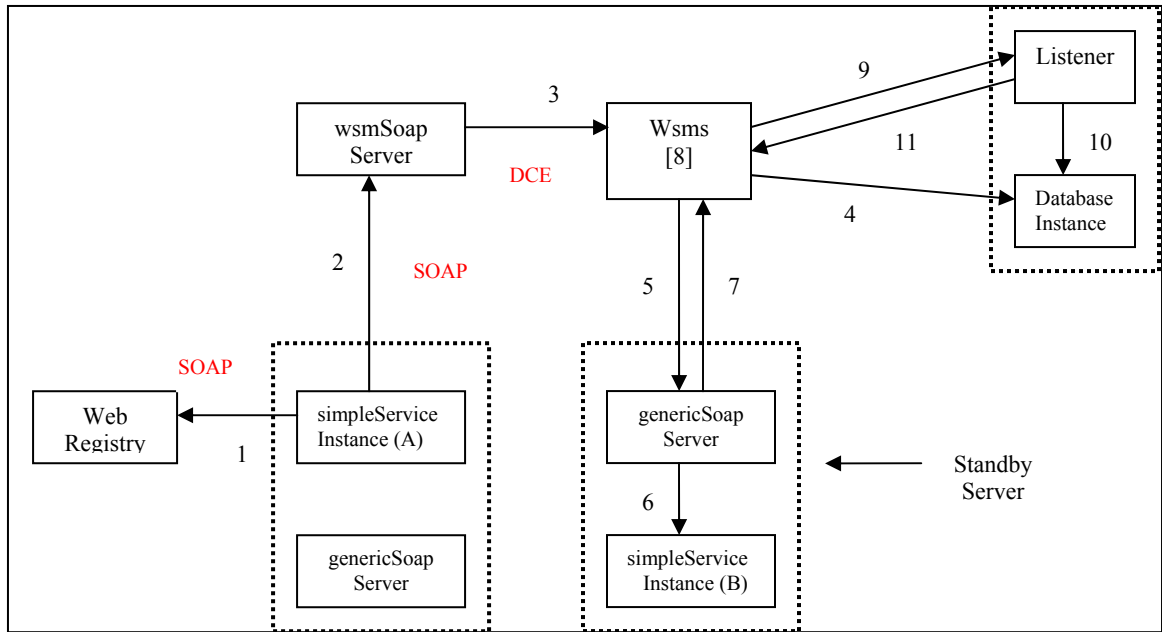 Listener
9
3
wsmSoap
Server
Wsms
[8]
11
10
DCE
Database
Instance
4
2
SOAP
5
7
SOAP
Web
Registry
1
simpleService
Instance (A)
genericSoap
Server
Standby
Server
6
genericSoap
Server
simpleService
Instance (B)